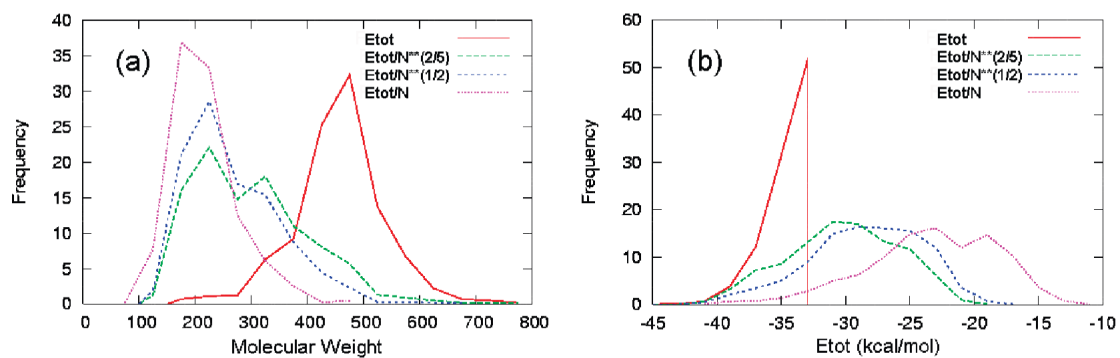 40
35
30
25
20
15
10
5
0
Frequency
(a)
Etot
Etot/N**(2/5)
Etot/N**(1/2)
Etot/N
0 100 200 300 400 500 600 700 800
Molecular Weight
60
50
40
30
20
10
0
Frequency
(b)
Etot
Etot/N**(2/5)
Etot/N**(1/2)
Etot/N
-45 -40 -35 -30 -25 -20 -15 -10
Etot (kcal/mol)